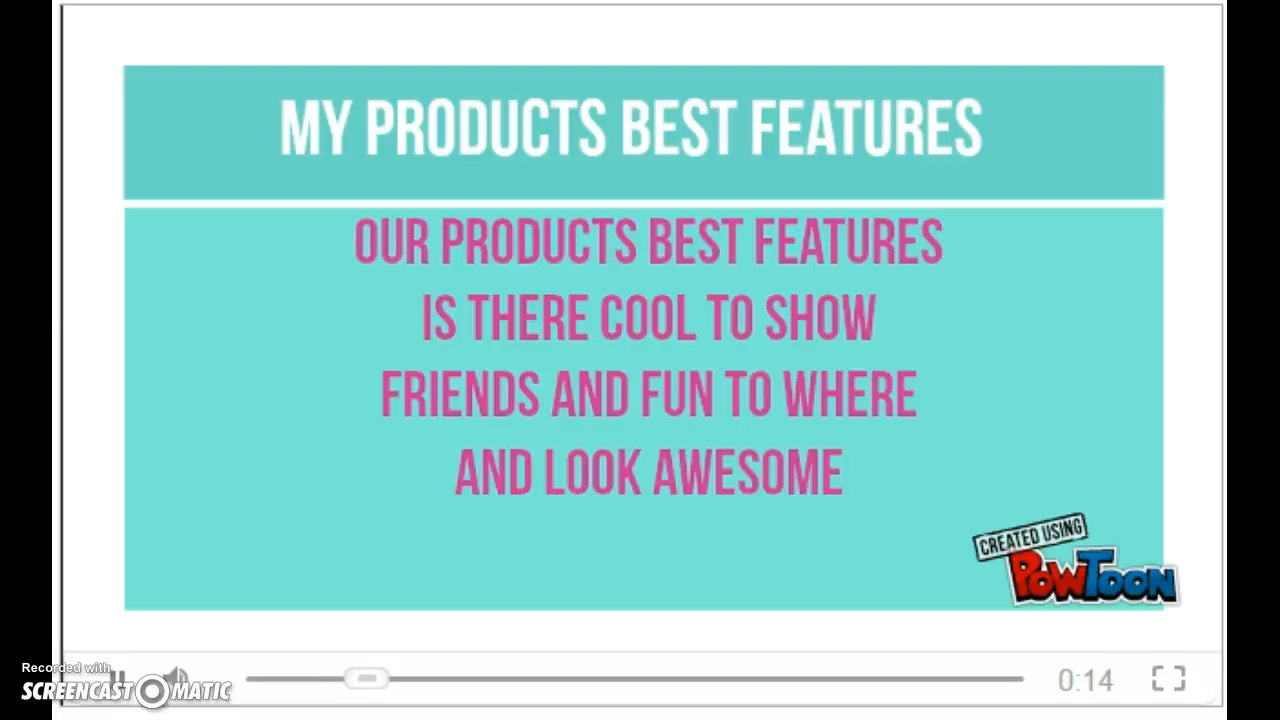 MY PRODUCTS BEST FEATURES
OUR PRODUCTS BEST FEATURES
IS THERE COOL TO SHOW
FRIENDS AND FUN TO WHERE
AND LOOK AWESOME
CREATED USING
POWTOON
Recorded with
SCREENCAST MATIC
0:14